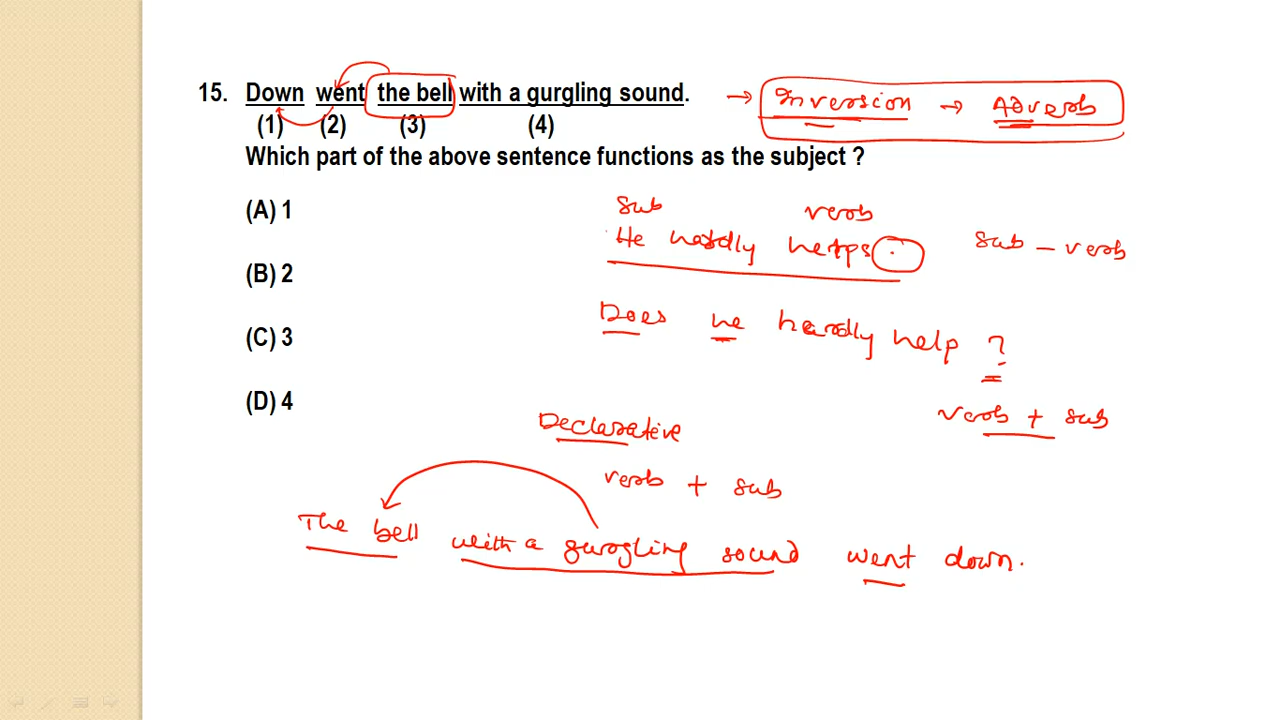 15. Down went the bell with a gurgling sound. → Inversion → Adverb
(1) (2) (3) (4)
Which part of the above sentence functions as the subject ?
(A) 1
(B) 2
(C) 3
(D) 4
Sub verb
He hardly helps .
Sub - verb
Does he hardly help ?
verb + sub
Declarative
verb + sub
The bell with a gurgling sound went down.